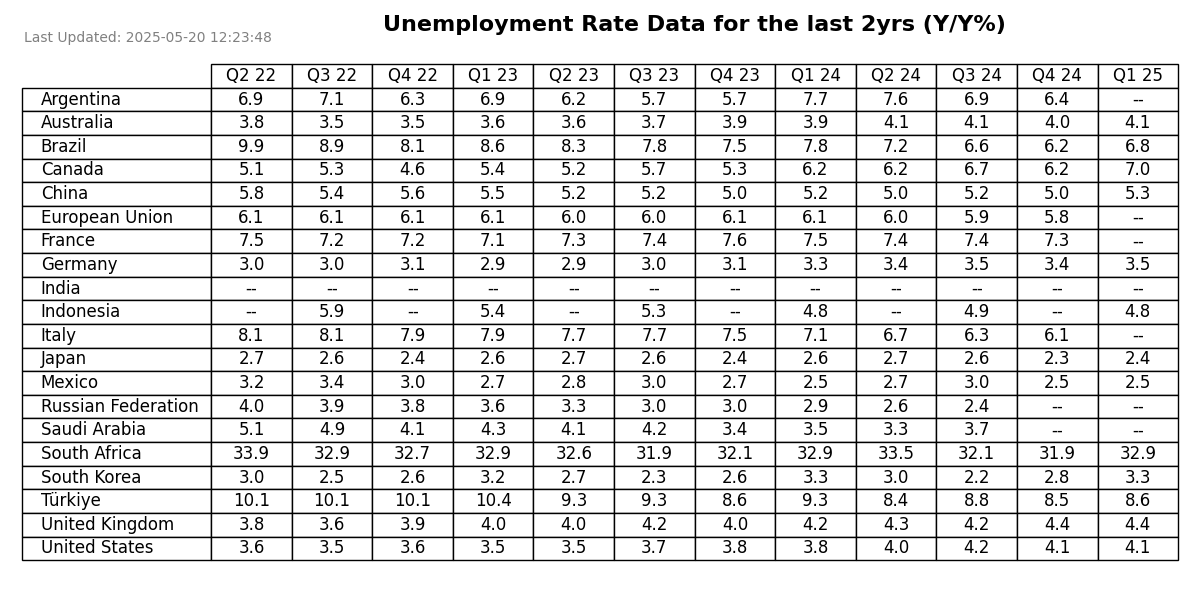 Unemployment Rate Data for the last 2yrs (Y/Y%)
Last Updated: 2025-05-20 12:23:48
Q2 22 Q3 22 Q4 22 Q1 23 Q2 23 Q3 23 Q4 23 Q1 24 Q2 24 Q3 24 Q4 24 Q1 25
Argentina 6.9 7.1 6.3 6.9 6.2 5.7 5.7 7.7 7.6 6.9 6.4 --
Australia 3.8 3.5 3.5 3.6 3.6 3.7 3.9 3.9 4.1 4.1 4.0 4.1
Brazil 9.9 8.9 8.1 8.6 8.3 7.8 7.5 7.8 7.2 6.6 6.2 6.8
Canada 5.1 5.3 4.6 5.4 5.2 5.7 5.3 6.2 6.2 6.7 6.2 7.0
China 5.8 5.4 5.6 5.5 5.2 5.2 5.0 5.2 5.0 5.2 5.0 5.3
European Union 6.1 6.1 6.1 6.1 6.0 6.0 6.1 6.1 6.0 5.9 5.8 --
France 7.5 7.2 7.2 7.1 7.3 7.4 7.6 7.5 7.4 7.4 7.3 --
Germany 3.0 3.0 3.1 2.9 2.9 3.0 3.1 3.3 3.4 3.5 3.4 3.5
India -- -- -- -- -- -- -- -- -- -- -- --
Indonesia -- 5.9 -- 5.4 -- 5.3 -- 4.8 -- 4.9 -- 4.8
Italy 8.1 8.1 7.9 7.9 7.7 7.7 7.5 7.1 6.7 6.3 6.1 --
Japan 2.7 2.6 2.4 2.6 2.7 2.6 2.4 2.6 2.7 2.6 2.3 2.4
Mexico 3.2 3.4 3.0 2.7 2.8 3.0 2.7 2.5 2.7 3.0 2.5 2.5
Russian Federation 4.0 3.9 3.8 3.6 3.3 3.0 3.0 2.9 2.6 2.4 -- --
Saudi Arabia 5.1 4.9 4.1 4.3 4.1 4.2 3.4 3.5 3.3 3.7 -- --
South Africa 33.9 32.9 32.7 32.9 32.6 31.9 32.1 32.9 33.5 32.1 31.9 32.9
South Korea 3.0 2.5 2.6 3.2 2.7 2.3 2.6 3.3 3.0 2.2 2.8 3.3
Türkiye 10.1 10.1 10.1 10.4 9.3 9.3 8.6 9.3 8.4 8.8 8.5 8.6
United Kingdom 3.8 3.6 3.9 4.0 4.0 4.2 4.0 4.2 4.3 4.2 4.4 4.4
United States 3.6 3.5 3.6 3.5 3.5 3.7 3.8 3.8 4.0 4.2 4.1 4.1